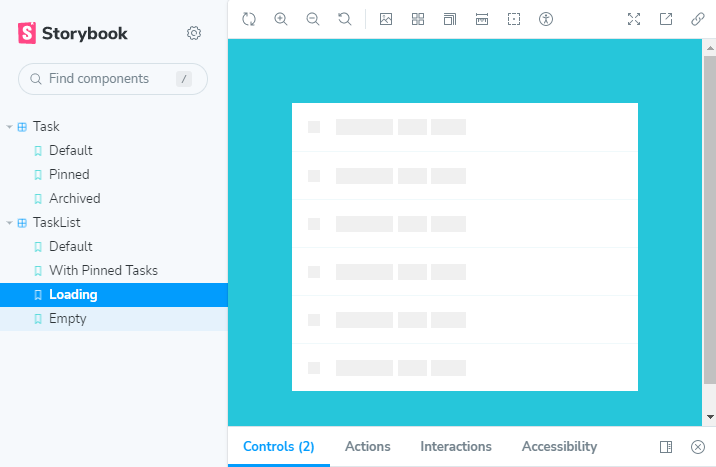 Storybook
Find components /
Task
Default
Pinned
Archived
TaskList
Default
With Pinned Tasks
Loading
Empty
Controls (2) Actions Interactions Accessibility